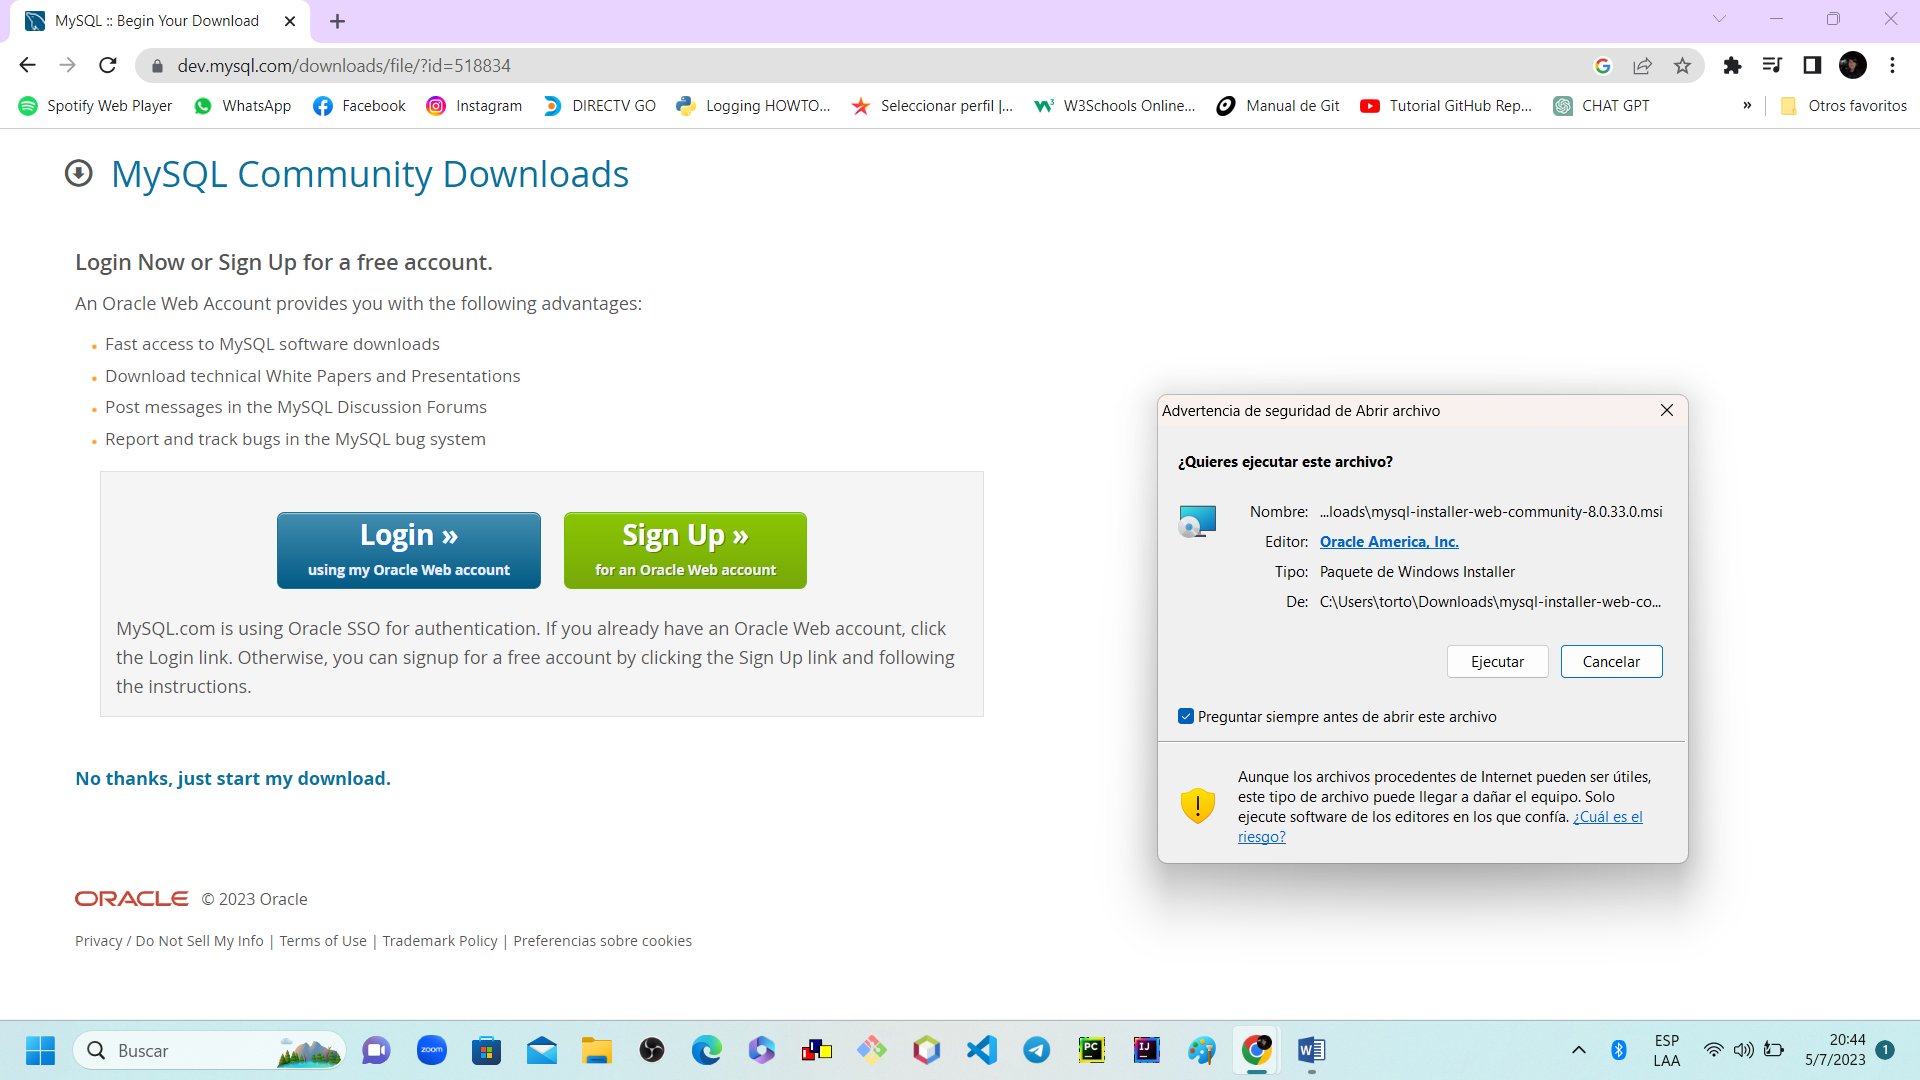 MySQL :: Begin Your Download
dev.mysql.com/downloads/file/?id=518834
Spotify Web Player
WhatsApp
Facebook
Instagram
DIRECTV GO
Logging HOWTO...
Seleccionar perfil |...
W3Schools Online...
Manual de Git
Tutorial GitHub Rep...
CHAT GPT
»
Otros favoritos
MySQL Community Downloads
Login Now or Sign Up for a free account.
An Oracle Web Account provides you with the following advantages:
Fast access to MySQL software downloads
Download technical White Papers and Presentations
Post messages in the MySQL Discussion Forums
Report and track bugs in the MySQL bug system
Login »
using my Oracle Web account
Sign Up »
for an Oracle Web account
MySQL.com is using Oracle SSO for authentication. If you already have an Oracle Web account, click
the Login link. Otherwise, you can signup for a free account by clicking the Sign Up link and following
the instructions.
No thanks, just start my download.
ORACLE © 2023 Oracle
Privacy / Do Not Sell My Info | Terms of Use | Trademark Policy | Preferencias sobre cookies
Advertencia de seguridad de Abrir archivo
¿Quieres ejecutar este archivo?
Nombre: ...loads\mysql-installer-web-community-8.0.33.0.msi
Editor: Oracle America, Inc.
Tipo: Paquete de Windows Installer
De: C:\Users\torto\Downloads\mysql-installer-web-co...
Ejecutar
Cancelar
Preguntar siempre antes de abrir este archivo
Aunque los archivos procedentes de Internet pueden ser útiles,
este tipo de archivo puede llegar a dañar el equipo. Solo
ejecute software de los editores en los que confía. ¿Cuál es el
riesgo?
Buscar
zoom
PC
IJ
W
ESP
LAA
20:44
5/7/2023
1